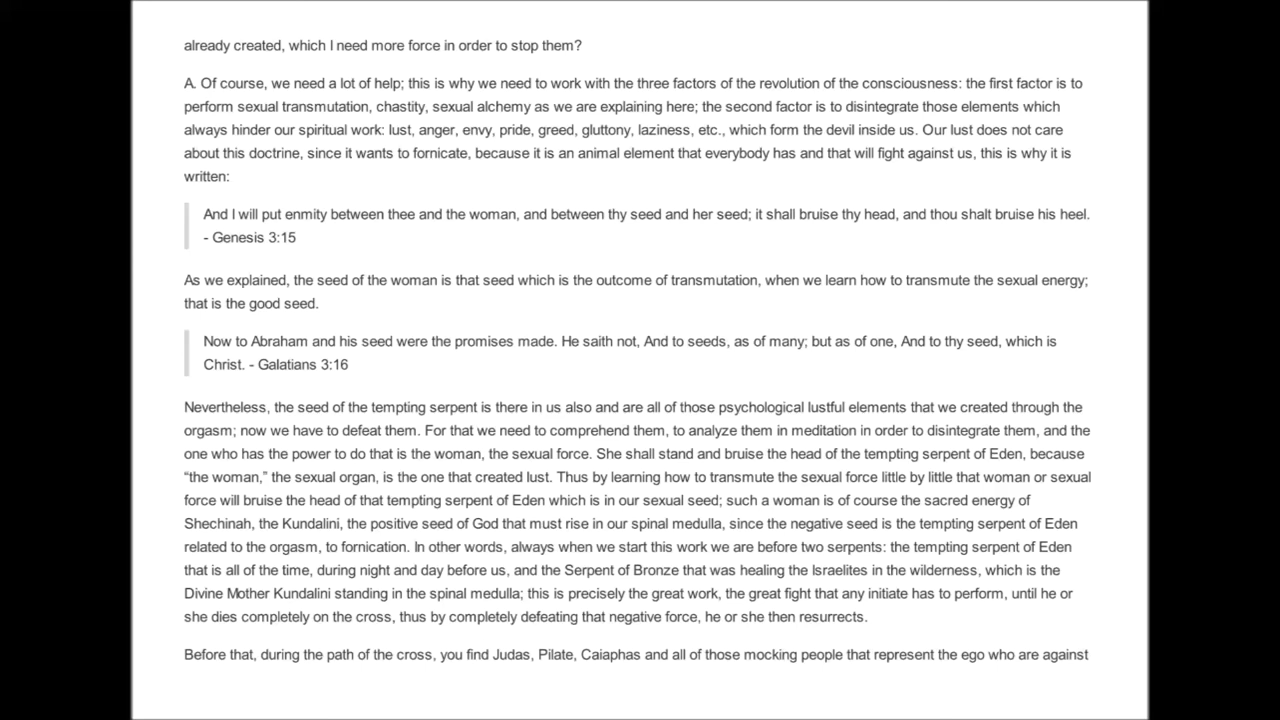 already created, which I need more force in order to stop them?
A. Of course, we need a lot of help; this is why we need to work with the three factors of the revolution of the consciousness: the first factor is to
perform sexual transmutation, chastity, sexual alchemy as we are explaining here; the second factor is to disintegrate those elements which
always hinder our spiritual work: lust, anger, envy, pride, greed, gluttony, laziness, etc., which form the devil inside us. Our lust does not care
about this doctrine, since it wants to fornicate, because it is an animal element that everybody has and that will fight against us, this is why it is
written:
And I will put enmity between thee and the woman, and between thy seed and her seed; it shall bruise thy head, and thou shalt bruise his heel.
- Genesis 3:15
As we explained, the seed of the woman is that seed which is the outcome of transmutation, when we learn how to transmute the sexual energy;
that is the good seed.
Now to Abraham and his seed were the promises made. He saith not, And to seeds, as of many; but as of one, And to thy seed, which is
Christ. - Galatians 3:16
Nevertheless, the seed of the tempting serpent is there in us also and are all of those psychological lustful elements that we created through the
orgasm; now we have to defeat them. For that we need to comprehend them, to analyze them in meditation in order to disintegrate them, and the
one who has the power to do that is the woman, the sexual force. She shall stand and bruise the head of the tempting serpent of Eden, because
“the woman,” the sexual organ, is the one that created lust. Thus by learning how to transmute the sexual force little by little that woman or sexual
force will bruise the head of that tempting serpent of Eden which is in our sexual seed; such a woman is of course the sacred energy of
Shechinah, the Kundalini, the positive seed of God that must rise in our spinal medulla, since the negative seed is the tempting serpent of Eden
related to the orgasm, to fornication. In other words, always when we start this work we are before two serpents: the tempting serpent of Eden
that is all of the time, during night and day before us, and the Serpent of Bronze that was healing the Israelites in the wilderness, which is the
Divine Mother Kundalini standing in the spinal medulla; this is precisely the great work, the great fight that any initiate has to perform, until he or
she dies completely on the cross, thus by completely defeating that negative force, he or she then resurrects.
Before that, during the path of the cross, you find Judas, Pilate, Caiaphas and all of those mocking people that represent the ego who are against